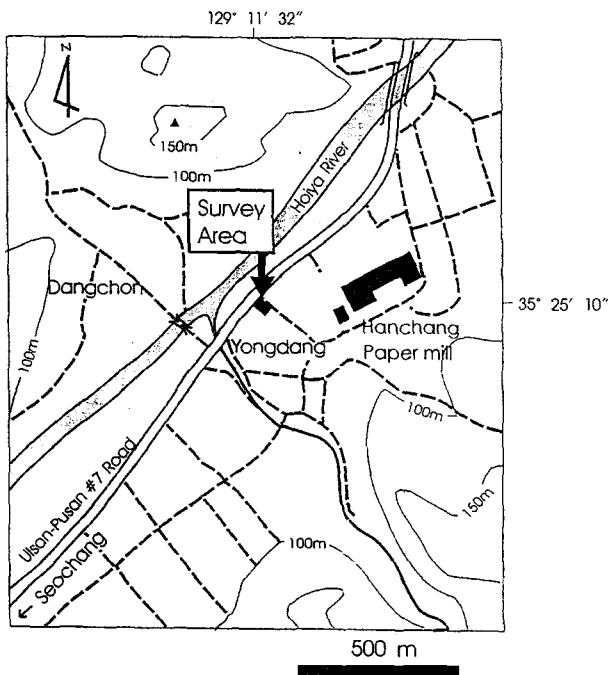 129° 11′ 32″
N
150m
100m
Hoiya River
Survey
Area
Dangchon
35° 25′ 10″
Hanchang
Paper mill
Yongdang
100m
100m
150m
Ulsan-Pusan #7 Road
100m
← Seochang
500 m